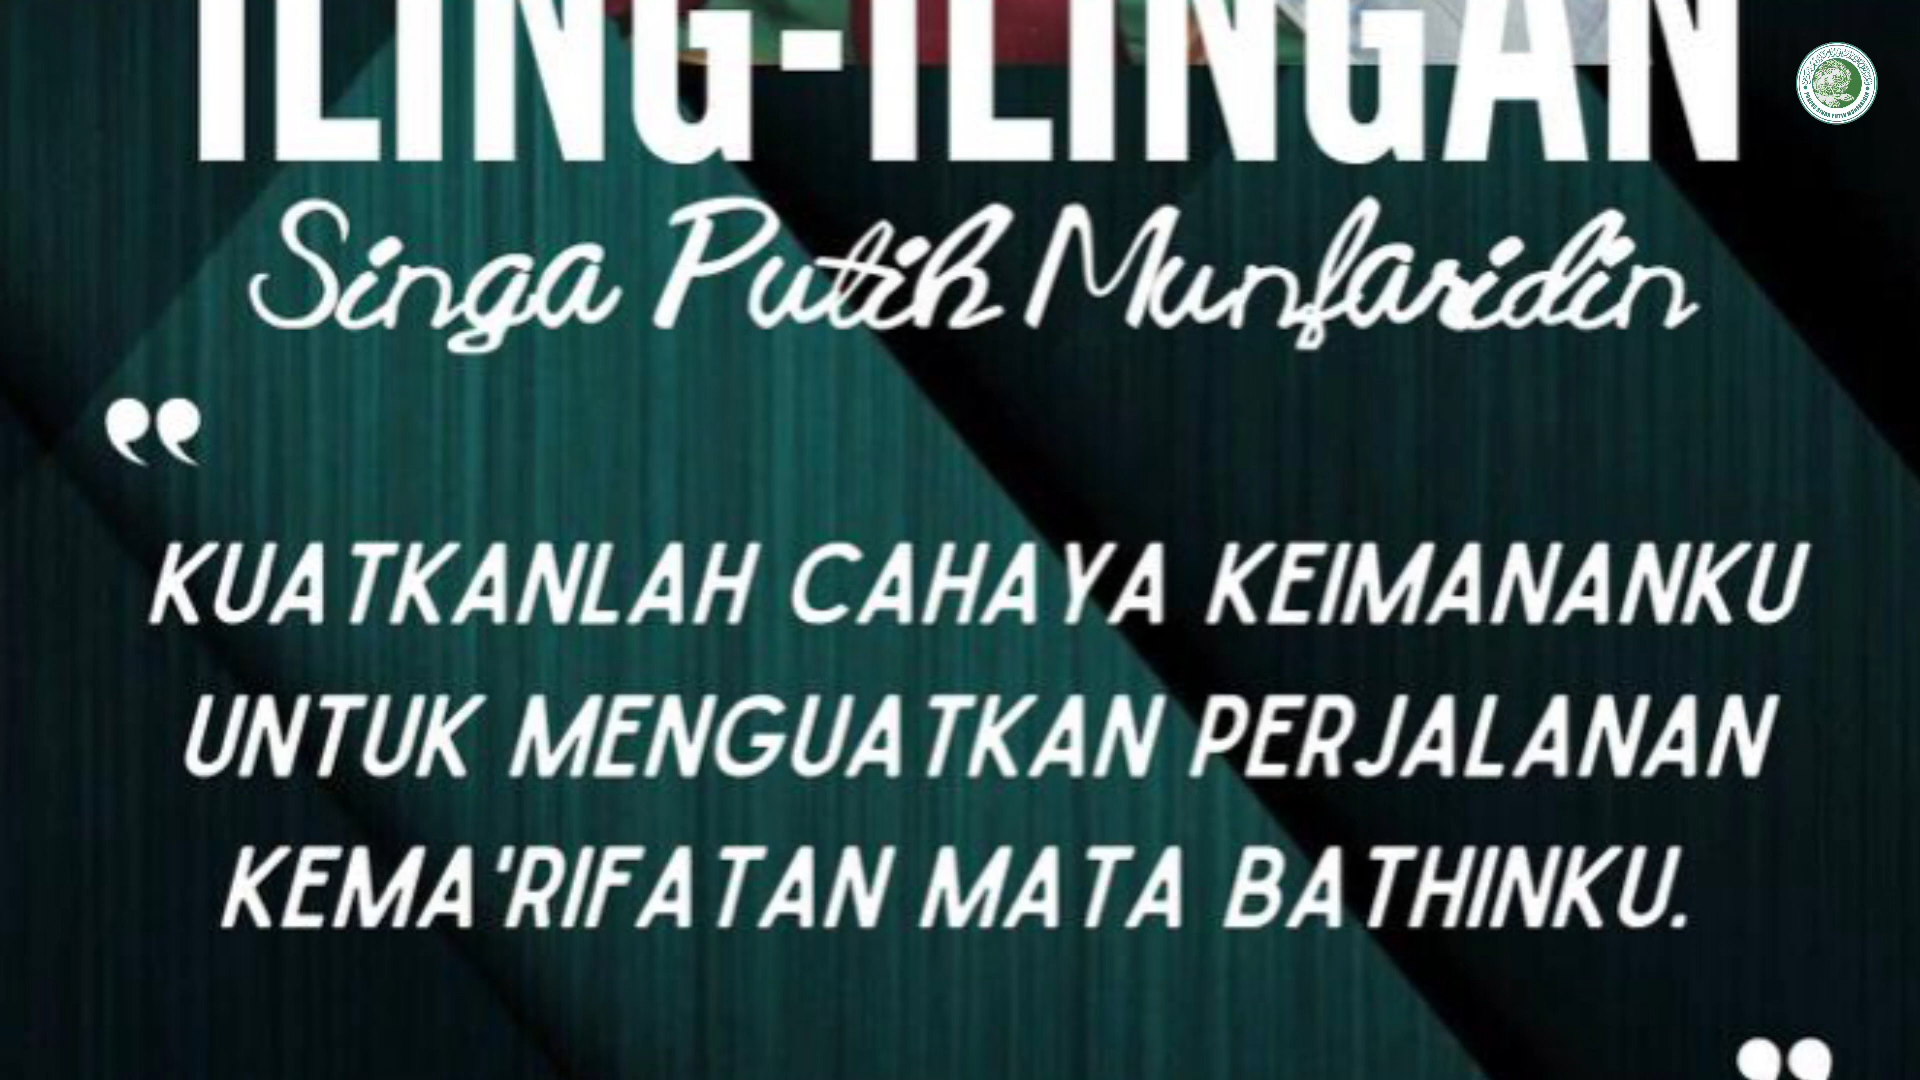 ILING-ILINGAN
Singa Putih Munfaridin
”
KUATKANLAH CAHAYA KEIMANANKU
UNTUK MENGUATKAN PERJALANAN
KEMA'RIFATAN MATA BATHINKU.
”